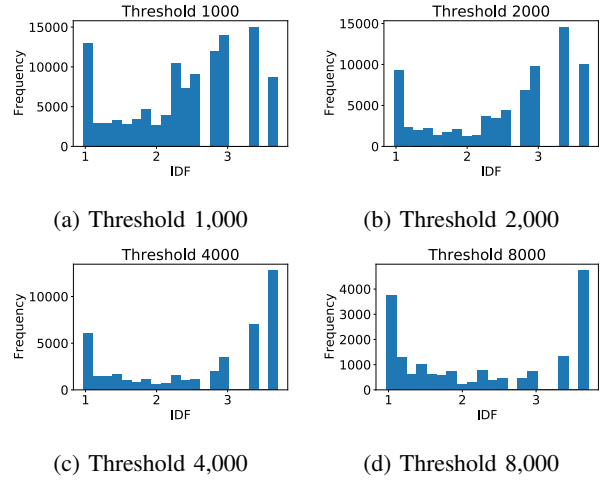 Threshold 1000
15000
10000
5000
0
Frequency
1 2 3
IDF
(a) Threshold 1,000
Threshold 2000
15000
10000
5000
0
Frequency
1 2 3
IDF
(b) Threshold 2,000
Threshold 4000
10000
5000
0
Frequency
1 2 3
IDF
(c) Threshold 4,000
Threshold 8000
4000
3000
2000
1000
0
Frequency
1 2 3
IDF
(d) Threshold 8,000